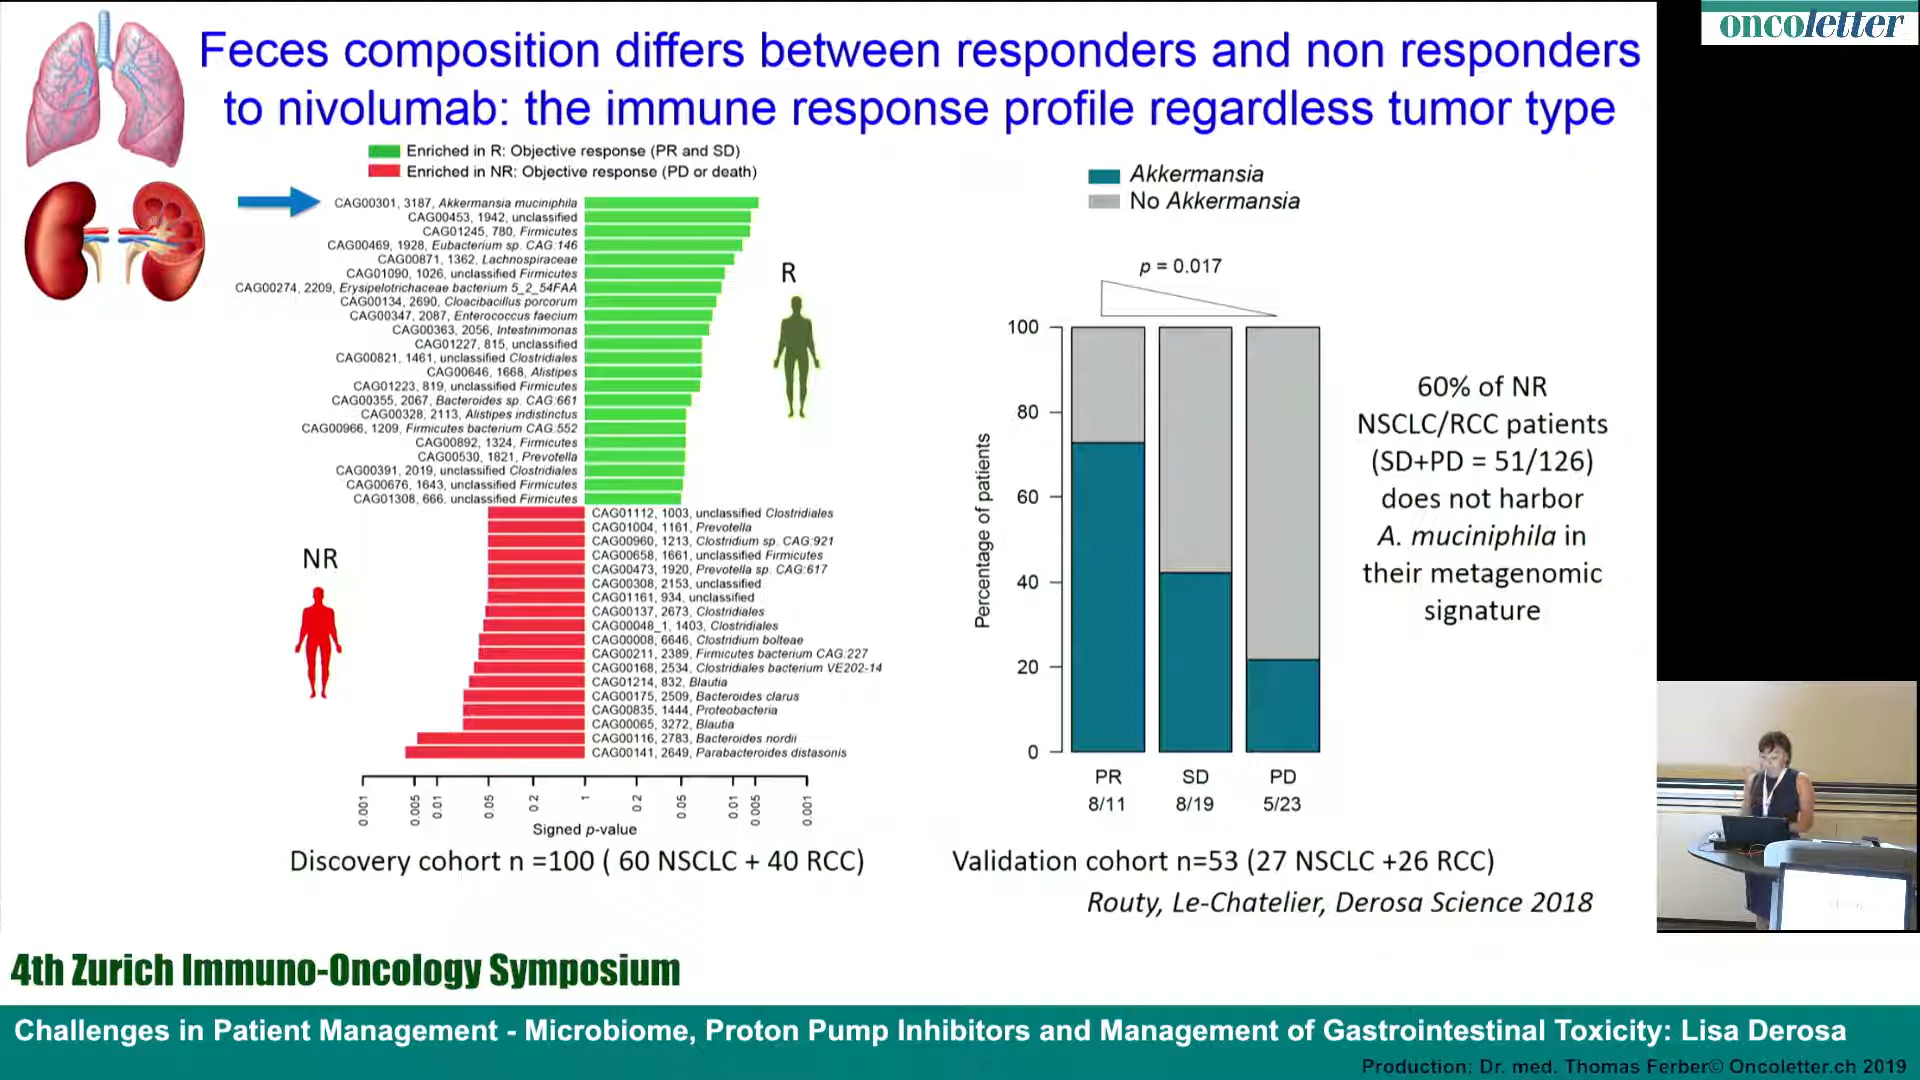 oncoletter
Feces composition differs between responders and non responders
to nivolumab: the immune response profile regardless tumor type
Enriched in R: Objective response (PR and SD)
Enriched in NR: Objective response (PD or death)
CAG00301, 3187, Akkermansia muciniphila
CAG00453, 1942, unclassified
CAG01245, 780, Firmicutes
CAG00469, 1928, Eubacterium sp. CAG:146
CAG00871, 1362, Lachnospiraceae
CAG01090, 1026, unclassified Firmicutes
CAG00274, 2209, Erysipelotrichaceae bacterium 5_2_54FAA
CAG00134, 2690, Cloacibacillus porcorum
CAG00347, 2087, Enterococcus faecium
CAG00363, 2056, Intestinimonas
CAG01227, 815, unclassified
CAG00821, 1461, unclassified Clostridiales
CAG00646, 1668, Alistipes
CAG01223, 819, unclassified Firmicutes
CAG00355, 2067, Bacteroides sp. CAG:661
CAG00328, 2113, Alistipes indistinctus
CAG00966, 1209, Firmicutes bacterium CAG:552
CAG00892, 1324, Firmicutes
CAG00530, 1821, Prevotella
CAG00391, 2019, unclassified Clostridiales
CAG00676, 1643, unclassified Firmicutes
CAG01308, 666, unclassified Firmicutes
R
NR
CAG01112, 1003, unclassified Clostridiales
CAG01004, 1161, Prevotella
CAG00960, 1213, Clostridium sp. CAG:921
CAG00658, 1661, unclassified Firmicutes
CAG00473, 1920, Prevotella sp. CAG:617
CAG00308, 2153, unclassified
CAG01161, 934, unclassified
CAG00137, 2673, Clostridiales
CAG00048_1, 1403, Clostridiales
CAG00008, 6646, Clostridium bolteae
CAG00211, 2389, Firmicutes bacterium CAG:227
CAG00168, 2534, Clostridiales bacterium VE202-14
CAG01214, 832, Blautia
CAG00175, 2509, Bacteroides clarus
CAG00835, 1444, Proteobacteria
CAG00065, 3272, Blautia
CAG00116, 2783, Bacteroides nordii
CAG00141, 2649, Parabacteroides distasonis
0.001 0.005 0.01 0.05 0.2 1 0.2 0.05 0.01 0.005 0.001
Signed p-value
Discovery cohort n =100 ( 60 NSCLC + 40 RCC)
Akkermansia
No Akkermansia
p = 0.017
Percentage of patients
100
80
60
40
20
0
PR SD PD
8/11 8/19 5/23
60% of NR
NSCLC/RCC patients
(SD+PD = 51/126)
does not harbor
A. muciniphila in
their metagenomic
signature
Validation cohort n=53 (27 NSCLC +26 RCC)
Routy, Le-Chatelier, Derosa Science 2018
4th Zurich Immuno-Oncology Symposium
Challenges in Patient Management - Microbiome, Proton Pump Inhibitors and Management of Gastrointestinal Toxicity: Lisa Derosa
Production: Dr. med. Thomas Ferber© Oncoletter.ch 2019